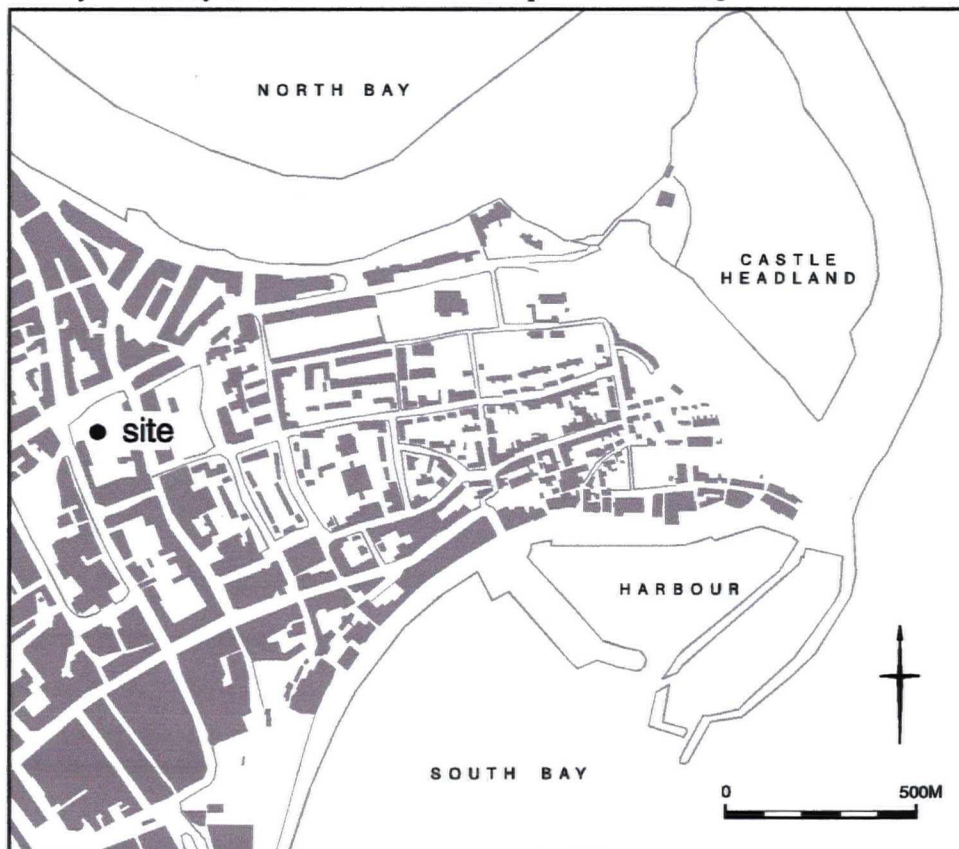 NORTH BAY
CASTLE
HEADLAND
site
HARBOUR
SOUTH BAY
0 500M